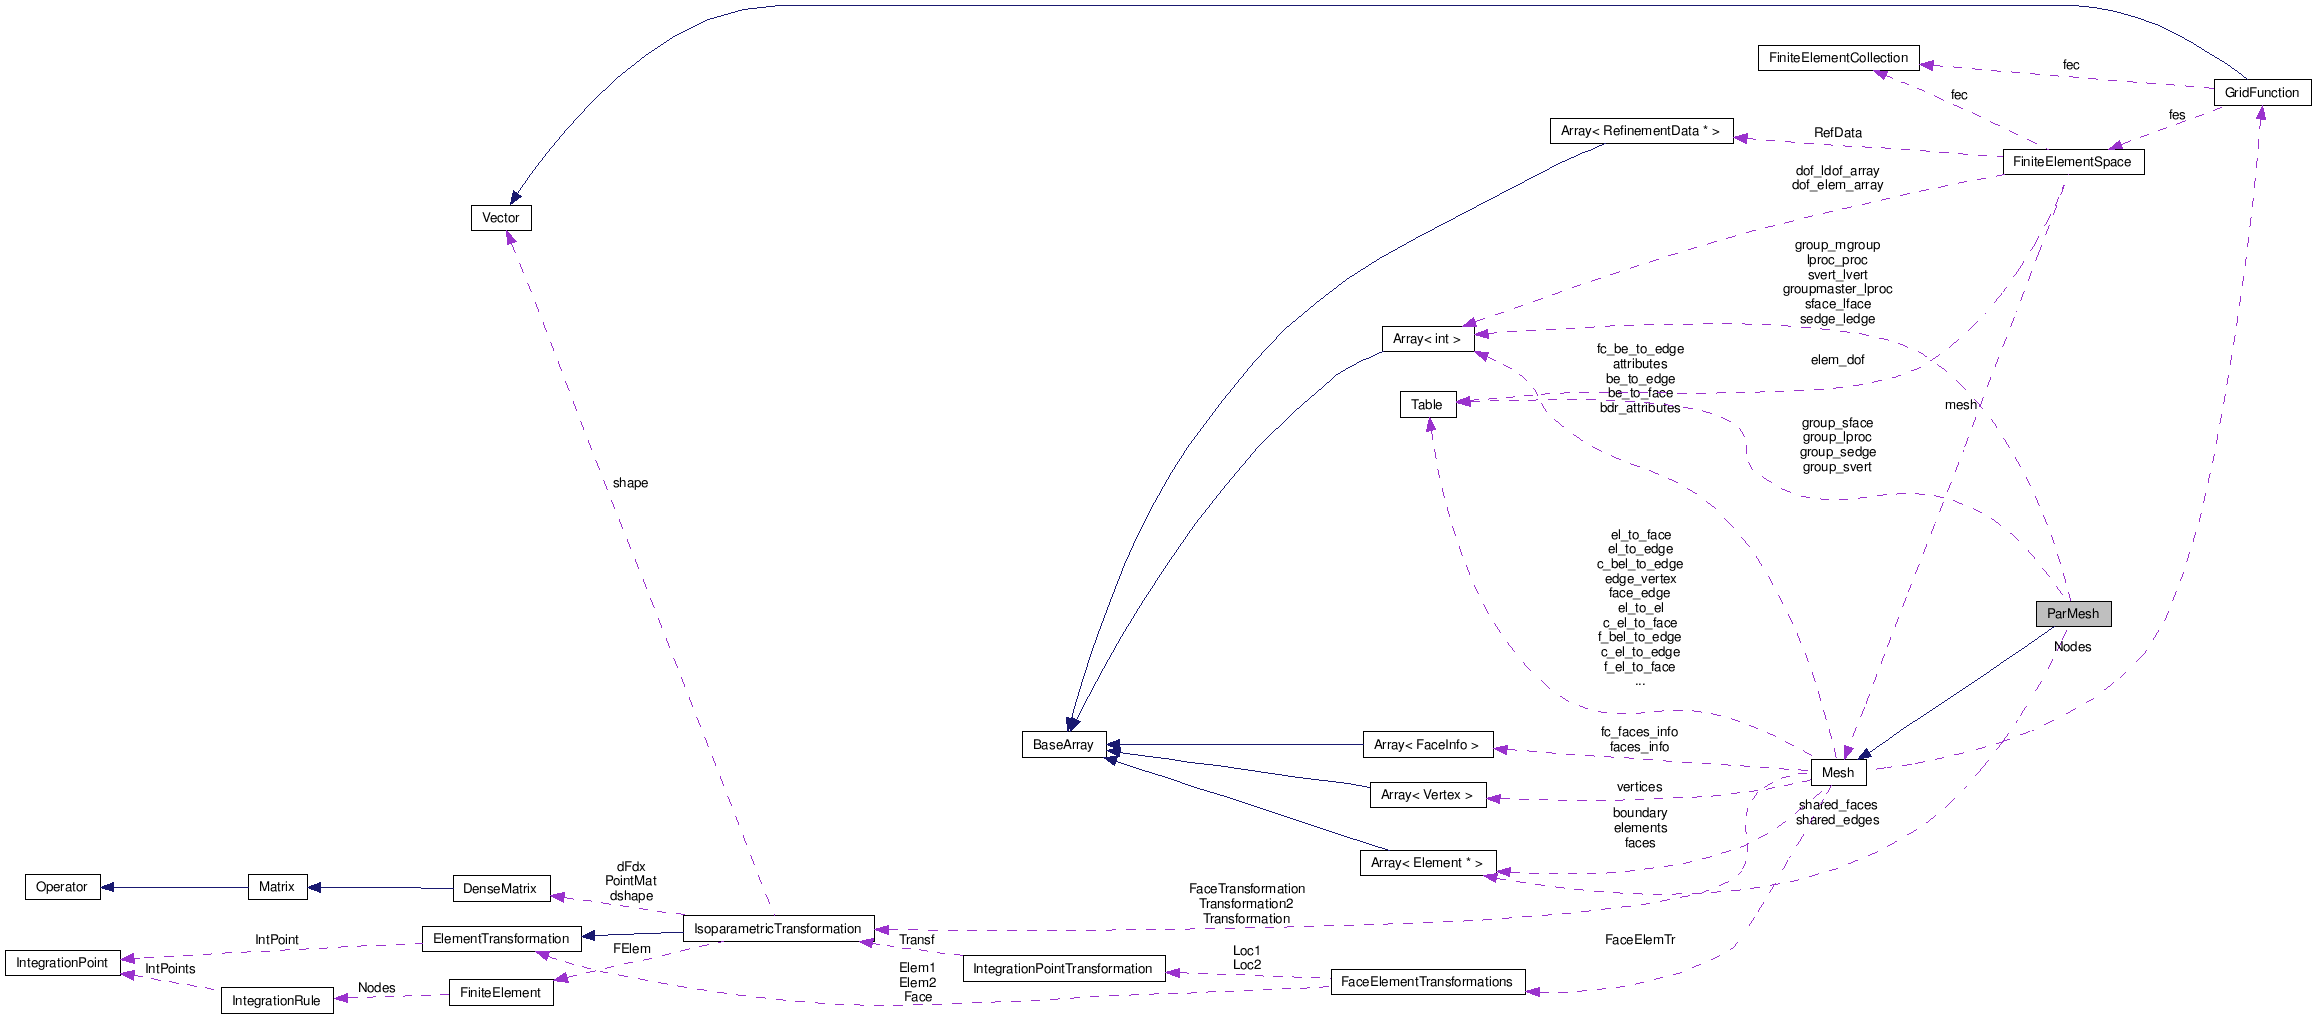 FiniteElementCollection
fec
GridFunction
fec
fes
Array< RefinementData * >
RefData
FiniteElementSpace
dof_ldof_array
dof_elem_array
Vector
group_mgroup
lproc_proc
svert_lvert
groupmaster_lproc
sface_lface
sedge_ledge
Array< int >
fc_be_to_edge
attributes
be_to_edge
be_to_face
bdr_attributes
elem_dof
Table
mesh
group_sface
group_lproc
group_sedge
group_svert
shape
el_to_face
el_to_edge
c_bel_to_edge
edge_vertex
face_edge
el_to_el
c_el_to_face
f_bel_to_edge
c_el_to_edge
f_el_to_face
...
ParMesh
Nodes
BaseArray
Array< FaceInfo >
fc_faces_info
faces_info
Mesh
Array< Vertex >
vertices
shared_faces
shared_edges
boundary
elements
faces
Array< Element * >
Operator
Matrix
DenseMatrix
dFdx
PointMat
dshape
FaceTransformation
Transformation2
Transformation
IsoparametricTransformation
ElementTransformation
IntPoint
FElem
Transf
FaceElemTr
IntegrationPoint
IntPoints
IntegrationPointTransformation
Loc1
Loc2
Elem1
Elem2
Face
FaceElementTransformations
Nodes
FiniteElement
IntegrationRule